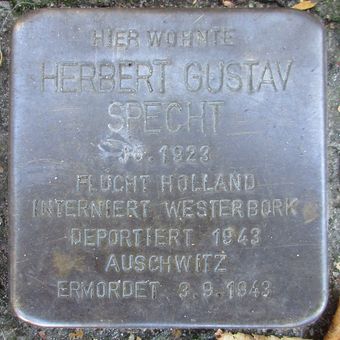 HIER WOHNTE
HERBERT GUSTAV
SPECHT
JG. 1923
FLUCHT HOLLAND
INTERNIERT WESTERBORK
DEPORTIERT 1943
AUSCHWITZ
ERMORDET 3.9.1943